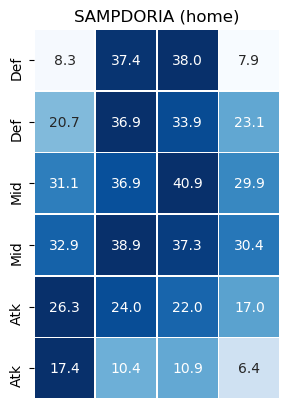 SAMPDORIA (home)
Def 8.3 37.4 38.0 7.9
Def 20.7 36.9 33.9 23.1
Mid 31.1 36.9 40.9 29.9
Mid 32.9 38.9 37.3 30.4
Atk 26.3 24.0 22.0 17.0
Atk 17.4 10.4 10.9 6.4